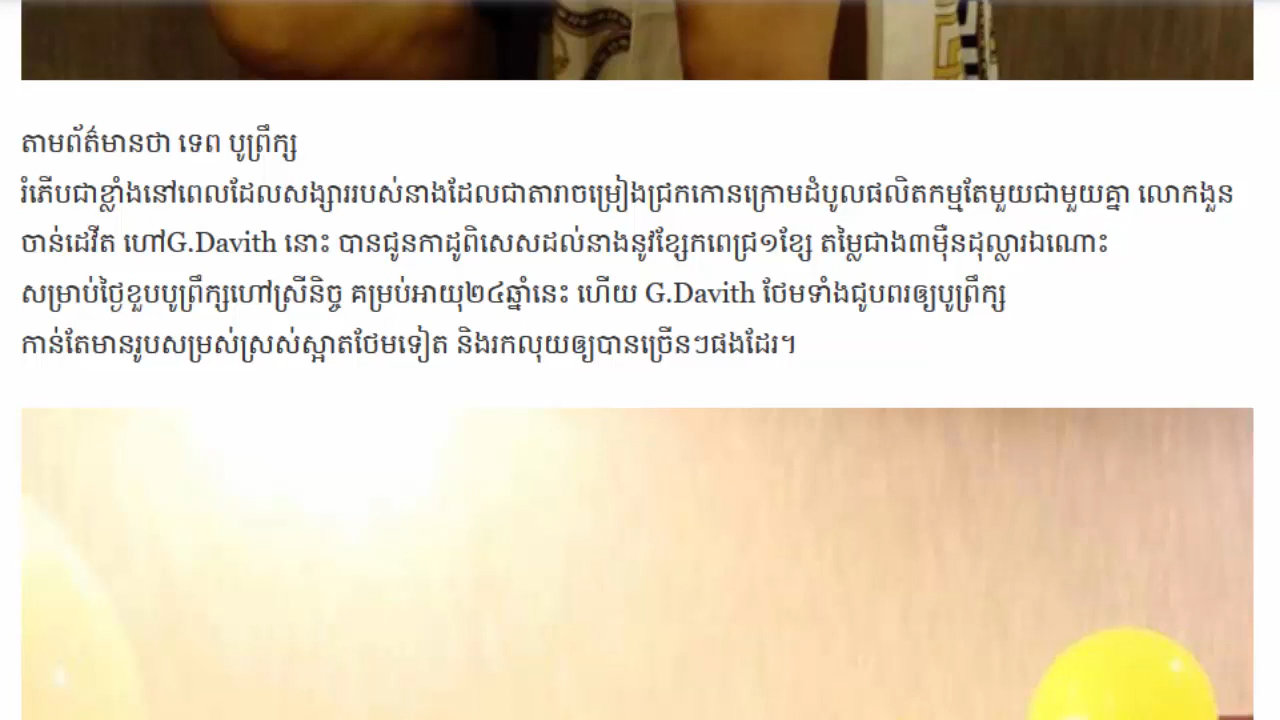 តាមព័ត៌មានថា ទេព បូព្រឹក្ស
រំភើបជាខ្លាំងនៅពេលដែលសង្សាររបស់នាងដែលជាតារាចម្រៀងជ្រកកោនក្រោមដំបូលផលិតកម្មតែមួយជាមួយគ្នា លោកងួន
ចាន់ដេវីត ហៅG.Davith នោះ បានជូនកាដូពិសេសដល់នាងនូវខ្សែកពេជ្រ១ខ្សែ តម្លៃជាង៣ម៉ឺនដុល្លារឯណោះ
សម្រាប់ថ្ងៃខួបបូព្រឹក្សហៅស្រីនិច្ច គម្រប់អាយុ២៤ឆ្នាំនេះ ហើយ G.Davith ថែមទាំងជូបពរឲ្យបូព្រឹក្ស
កាន់តែមានរូបសម្រស់ស្រស់ស្អាតថែមទៀត និងរកលុយឲ្យបានច្រើនៗផងដែរ។